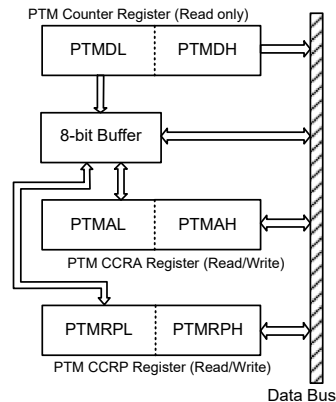 PTM Counter Register (Read only)
PTMDL PTMDH
8-bit Buffer
PTMAL PTMAH
PTM CCRA Register (Read/Write)
PTMRPL PTMRPH
PTM CCRP Register (Read/Write)
Data Bus